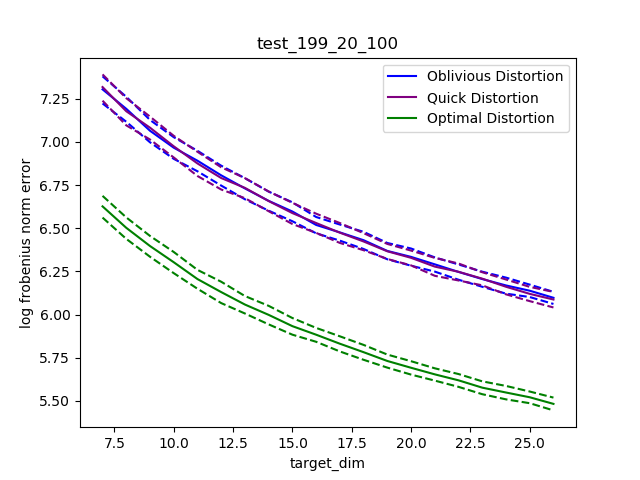 test_199_20_100
Oblivious Distortion
Quick Distortion
Optimal Distortion
log frobenius norm error
7.25
7.00
6.75
6.50
6.25
6.00
5.75
5.50
7.5 10.0 12.5 15.0 17.5 20.0 22.5 25.0
target_dim